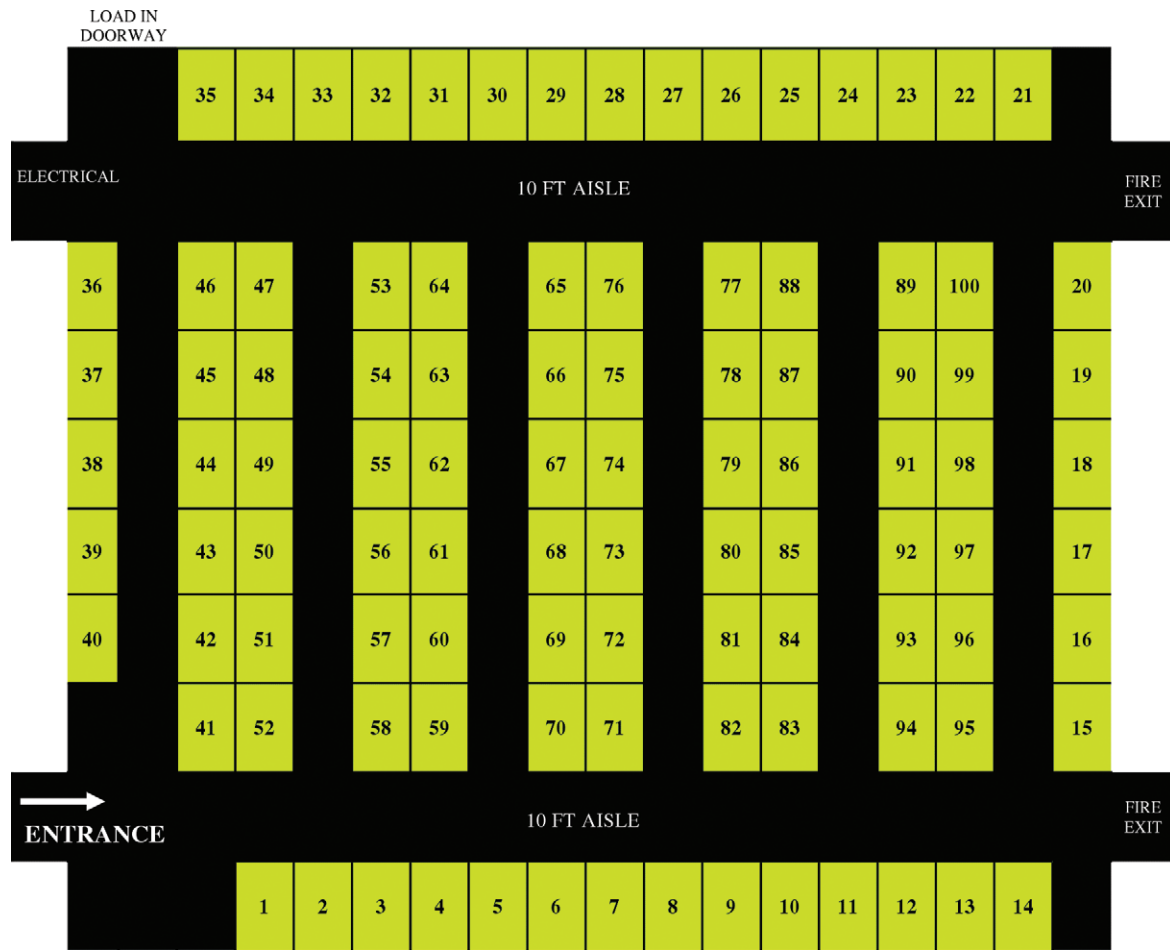 LOAD IN
DOORWAY
35 34 33 32 31 30 29 28 27 26 25 24 23 22 21
ELECTRICAL
10 FT AISLE
FIRE
EXIT
36 46 47 53 64 65 76 77 88 89 100 20
37 45 48 54 63 66 75 78 87 90 99 19
38 44 49 55 62 67 74 79 86 91 98 18
39 43 50 56 61 68 73 80 85 92 97 17
40 42 51 57 60 69 72 81 84 93 96 16
41 52 58 59 70 71 82 83 94 95 15
ENTRANCE
10 FT AISLE
FIRE
EXIT
1 2 3 4 5 6 7 8 9 10 11 12 13 14